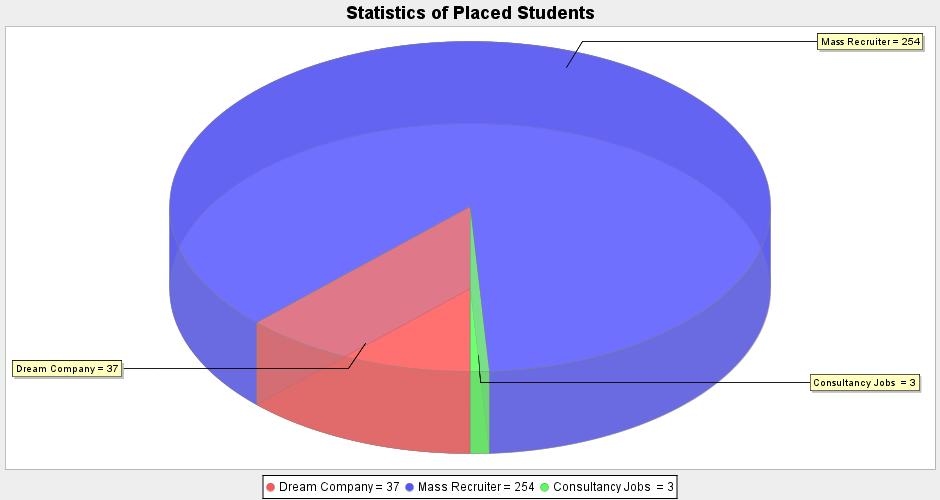 Statistics of Placed Students
Mass Recruiter = 254
Dream Company = 37
Consultancy Jobs = 3
Dream Company = 37 Mass Recruiter = 254 Consultancy Jobs = 3